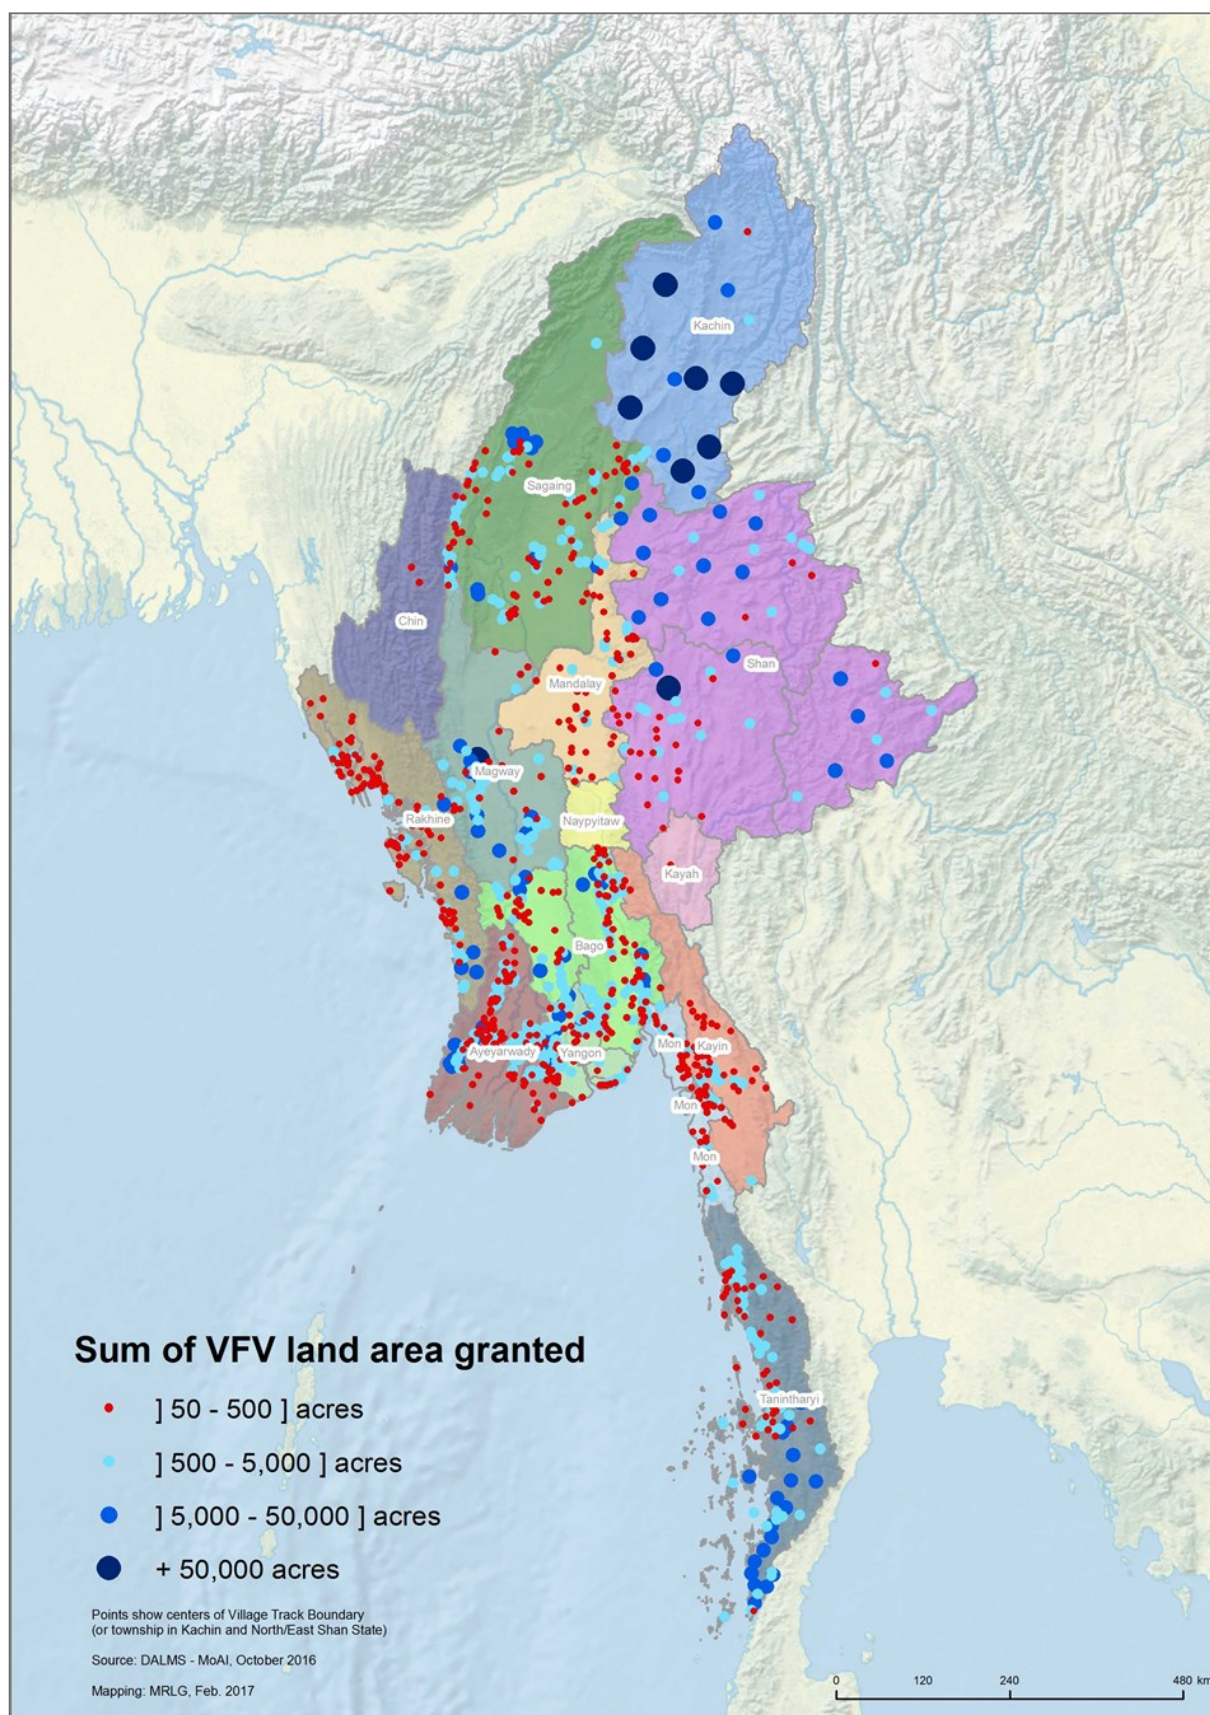 Kachin
Sagaing
Chin
Shan
Mandalay
Magway
Rakhine
Naypyitaw
Kayah
Bago
Ayeyarwady
Yangon
Mon
Kayin
Mon
Mon
Tanintharyi
Sum of VFV land area granted
] 50 - 500 ] acres
] 500 - 5,000 ] acres
] 5,000 - 50,000 ] acres
+ 50,000 acres
Points show centers of Village Track Boundary
(or township in Kachin and North/East Shan State)
Source: DALMS - MoAI, October 2016
Mapping: MRLG, Feb. 2017
0 120 240 480 km